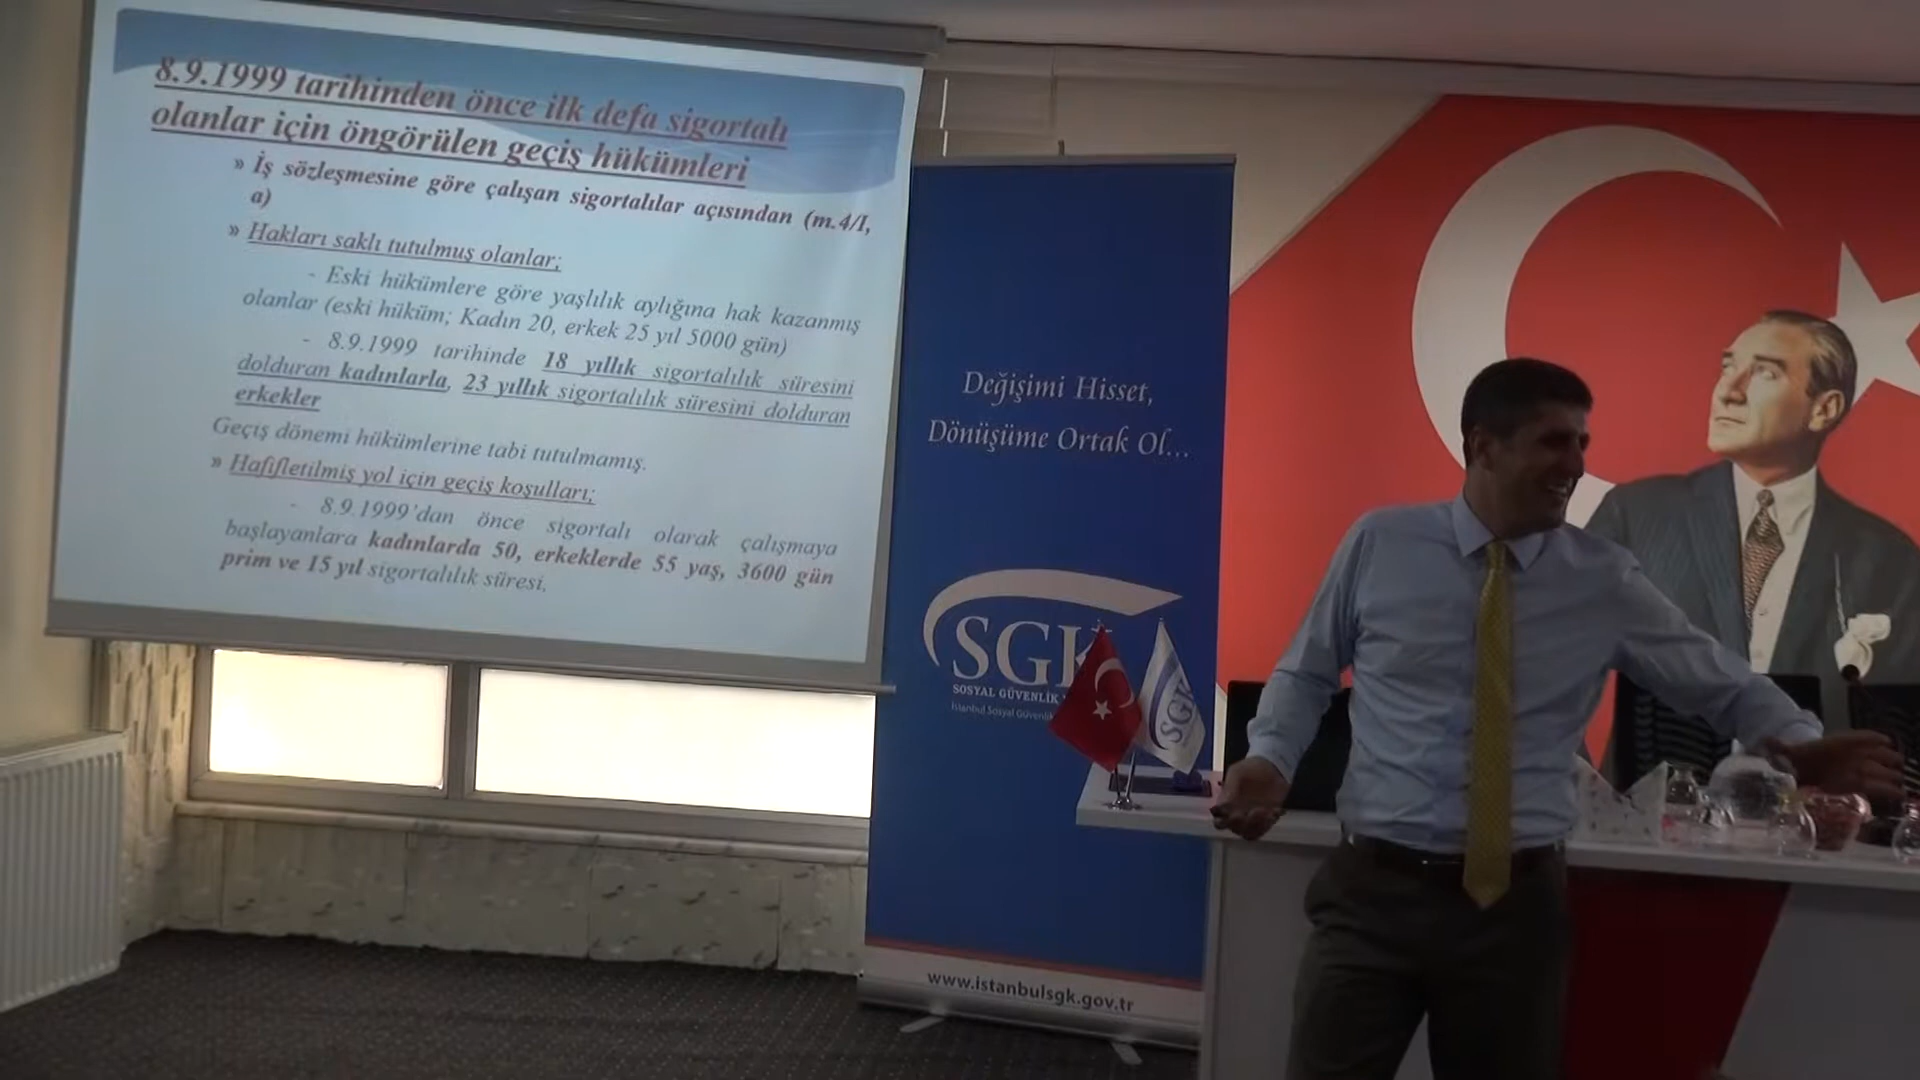 8.9.1999 tarihinden önce ilk defa sigortalı
olanlar için öngörülen geçiş hükümleri
» İş sözleşmesine göre çalışan sigortalılar açısından (m.4/I,
a)
» Hakları saklı tutulmuş olanlar;
- Eski hükümlere göre yaşlılık aylığına hak kazanmış
olanlar (eski hüküm; Kadın 20, erkek 25 yıl 5000 gün)
- 8.9.1999 tarihinde 18 yıllık sigortalılık süresini
dolduran kadınlarla, 23 yıllık sigortalılık süresini dolduran
erkekler
Geçiş dönemi hükümlerine tabi tutulmamış.
» Hafifletilmiş yol için geçiş koşulları;
- 8.9.1999'dan önce sigortalı olarak çalışmaya
başlayanlara kadınlarda 50, erkeklerde 55 yaş, 3600 gün
prim ve 15 yıl sigortalılık süresi.
Değişimi Hisset,
Dönüşüme Ortak Ol...
SGK
SOSYAL GÜVENLİK
İstanbul Sosyal Güvenlik
SGK
www.istanbulsgk.gov.tr